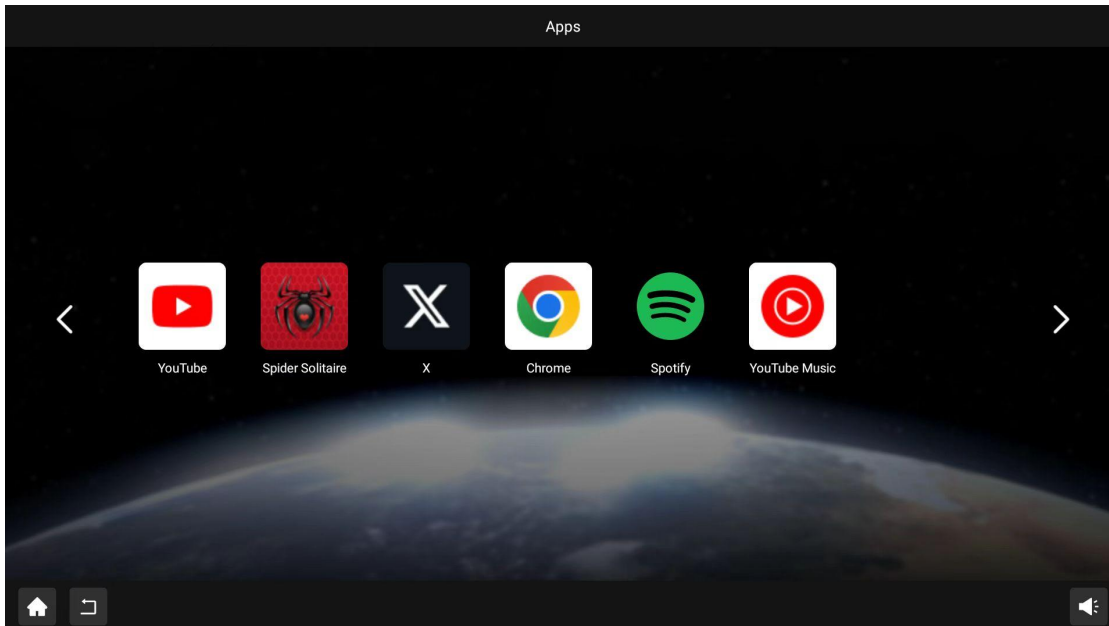 Apps
YouTube
Spider Solitaire
X
Chrome
Spotify
YouTube Music